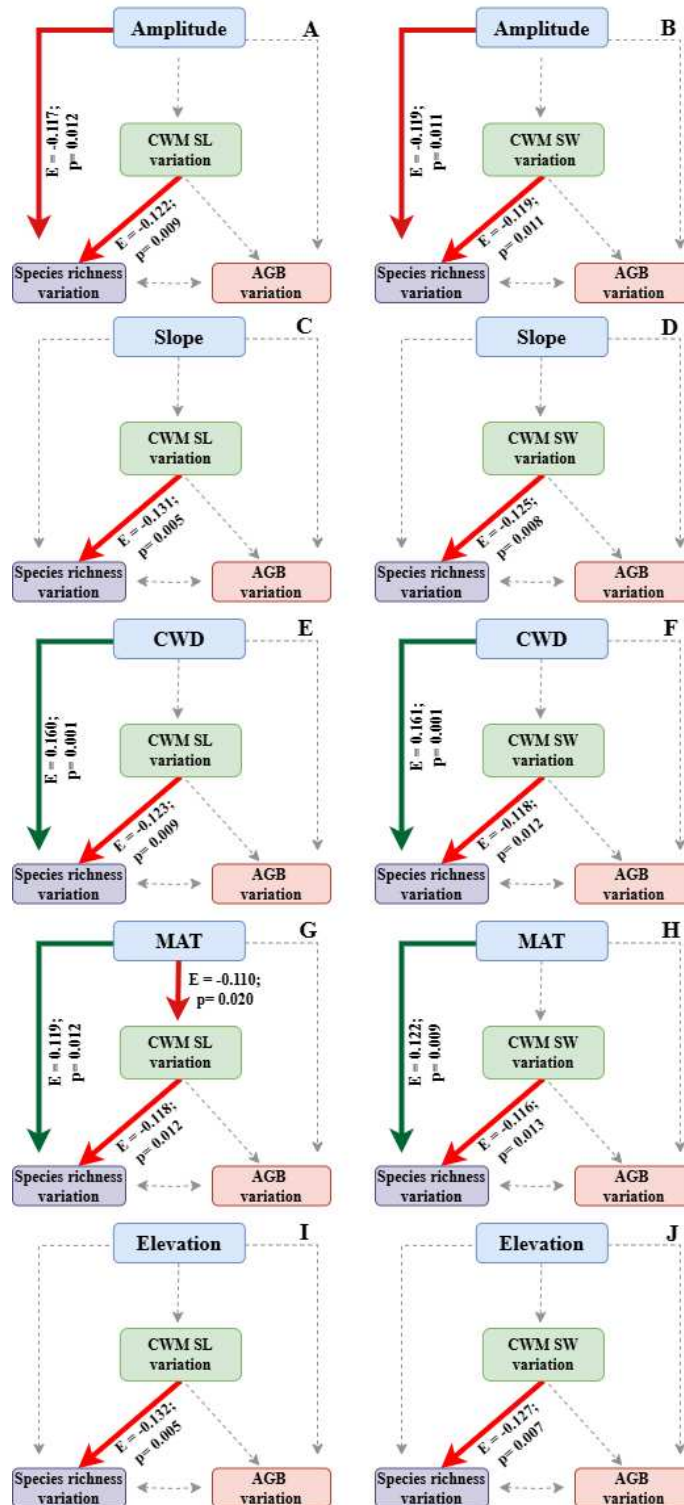 Amplitude
A
E = -0.117;
p= 0.012
CWM SL
variation
E = -0.122;
p= 0.009
Species richness
variation
AGB
variation
Amplitude
B
E = -0.119;
p= 0.011
CWM SW
variation
E = -0.119;
p= 0.011
Species richness
variation
AGB
variation
Slope
C
CWM SL
variation
E = -0.131;
p= 0.005
Species richness
variation
AGB
variation
Slope
D
CWM SW
variation
E = -0.125;
p= 0.008
Species richness
variation
AGB
variation
CWD
E
E = 0.160;
p= 0.001
CWM SL
variation
E = -0.123;
p= 0.009
Species richness
variation
AGB
variation
CWD
F
E = 0.161;
p= 0.001
CWM SW
variation
E = -0.118;
p= 0.012
Species richness
variation
AGB
variation
MAT
G
E = -0.110;
p= 0.020
E = 0.119;
p= 0.012
CWM SL
variation
E = -0.118;
p= 0.012
Species richness
variation
AGB
variation
MAT
H
E = 0.122;
p= 0.009
CWM SW
variation
E = -0.116;
p= 0.013
Species richness
variation
AGB
variation
Elevation
I
CWM SL
variation
E = -0.132;
p= 0.005
Species richness
variation
AGB
variation
Elevation
J
CWM SW
variation
E = -0.127;
p= 0.007
Species richness
variation
AGB
variation